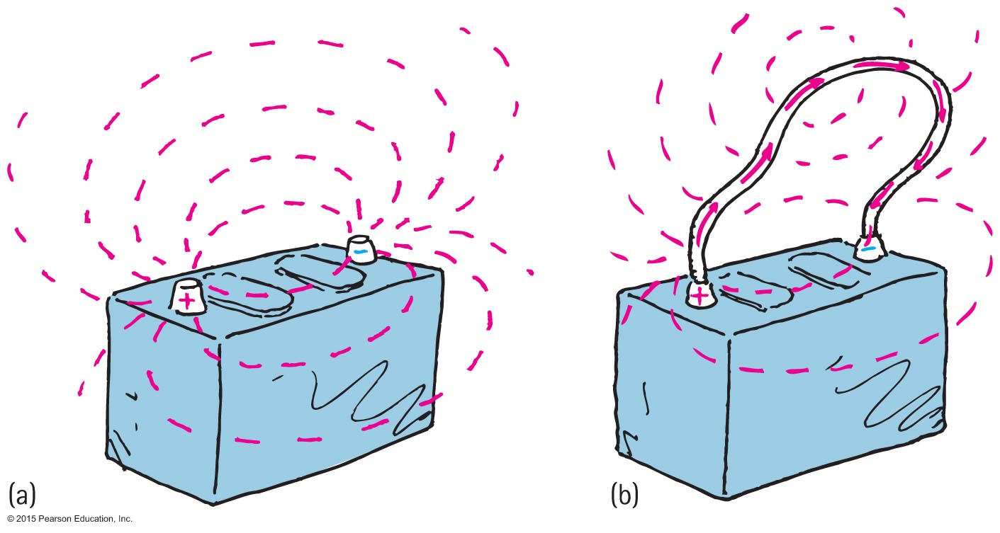 +
−
+
−
(a)
(b)
© 2015 Pearson Education, Inc.